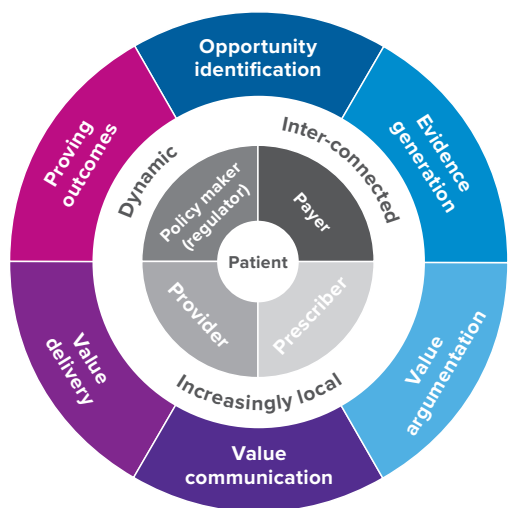 Opportunity
identification
Evidence
generation
Value
argumentation
Value
communication
Value
delivery
Proving
outcomes
Dynamic
Inter-connected
Increasingly local
Policy maker
(regulator)
Payer
Prescriber
Provider
Patient